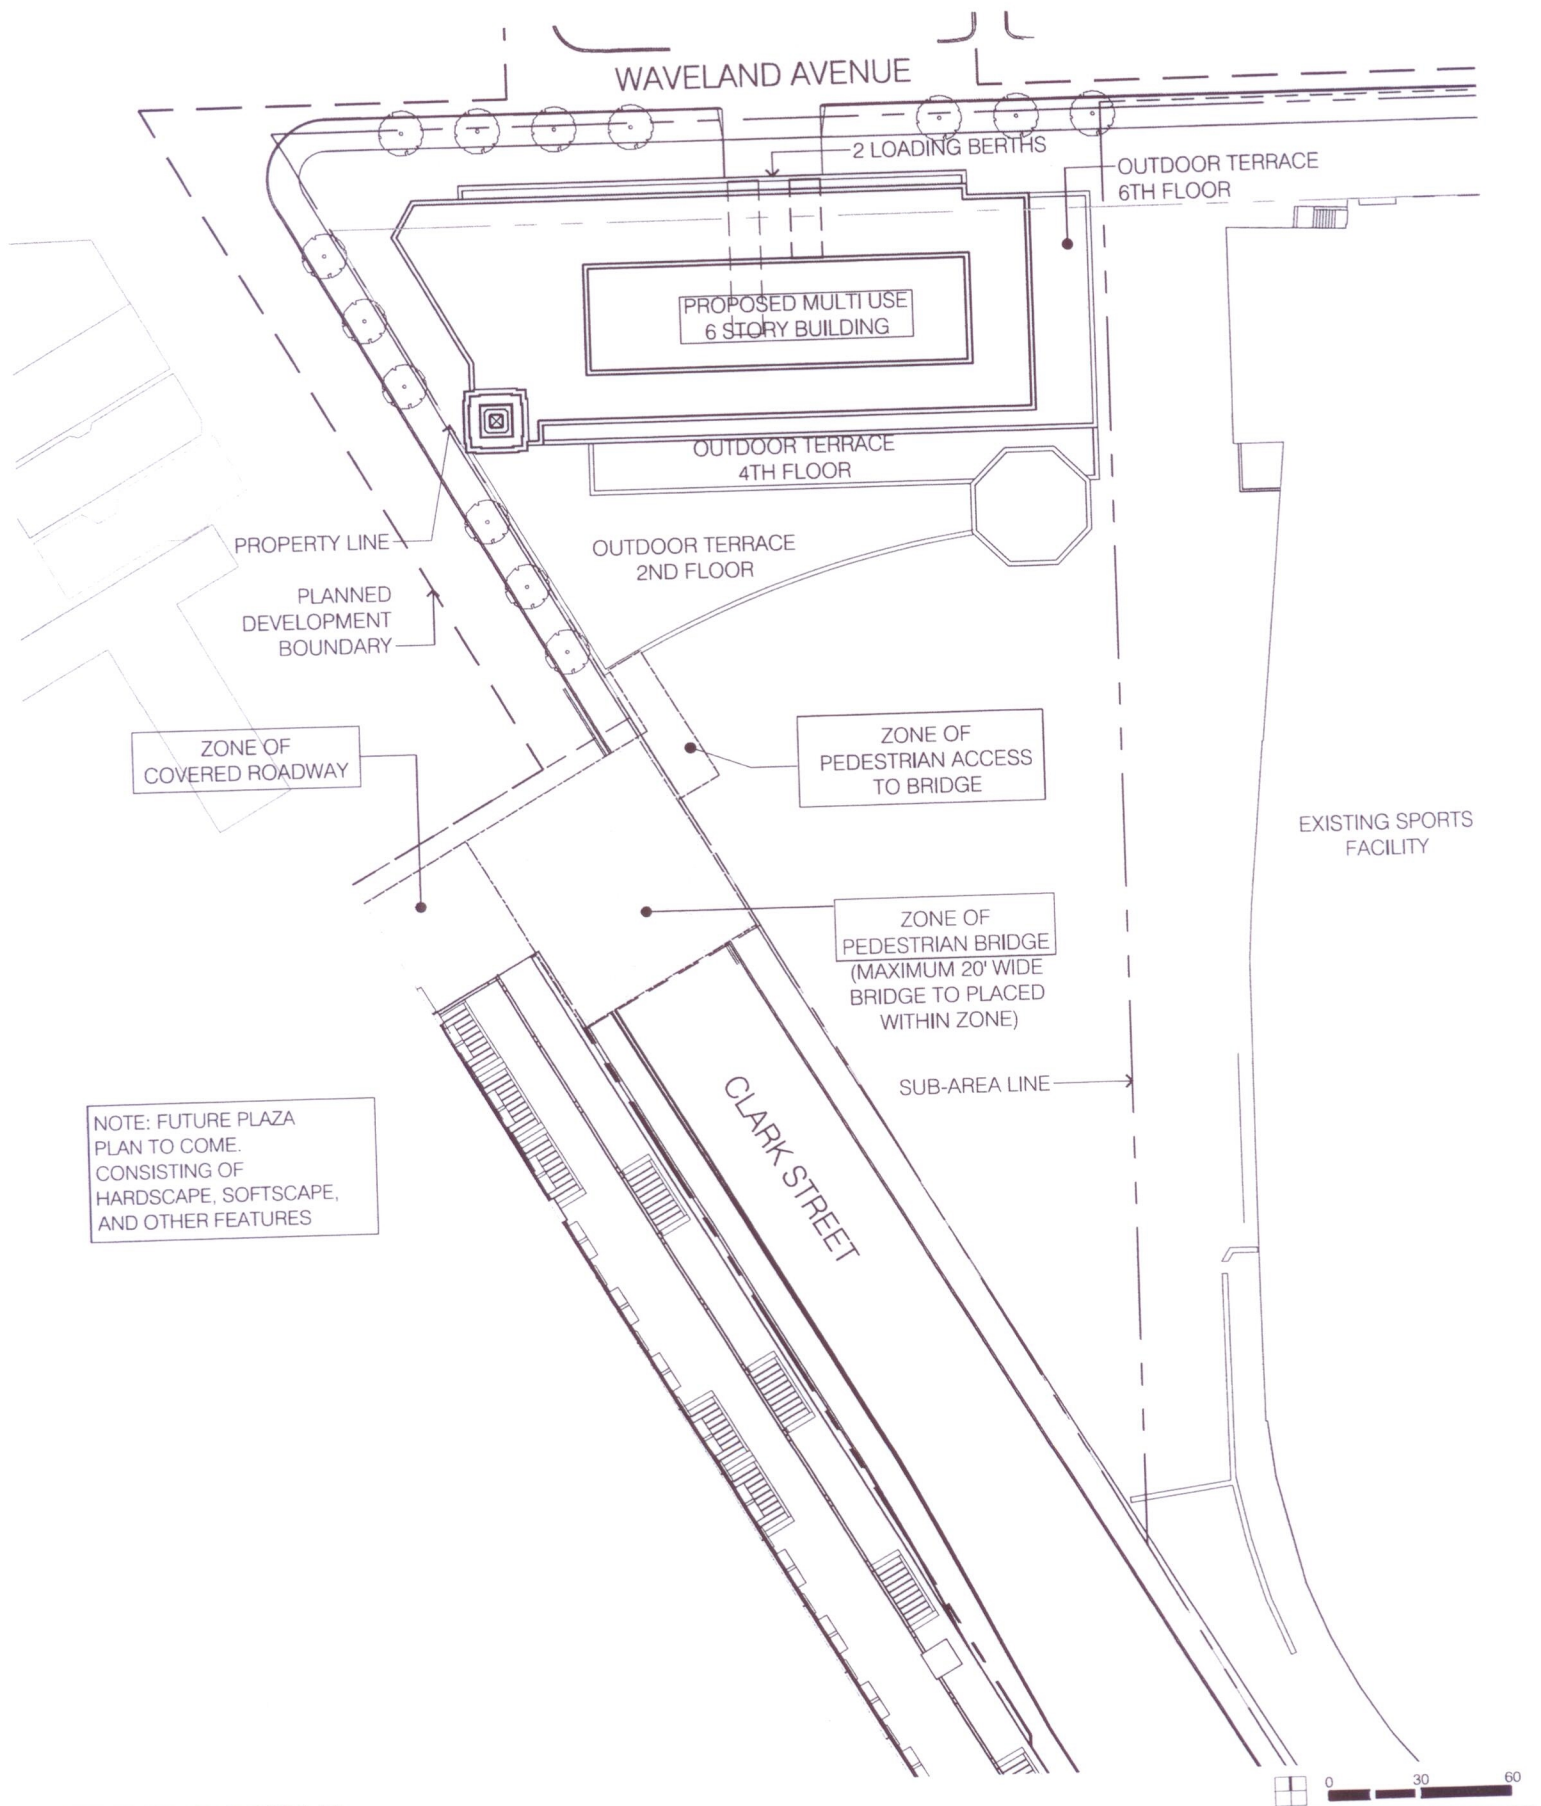 WAVELAND AVENUE
2 LOADING BERTHS
OUTDOOR TERRACE
6TH FLOOR
PROPOSED MULTI USE
6 STORY BUILDING
OUTDOOR TERRACE
4TH FLOOR
PROPERTY LINE
OUTDOOR TERRACE
2ND FLOOR
PLANNED
DEVELOPMENT
BOUNDARY
ZONE OF
COVERED ROADWAY
ZONE OF
PEDESTRIAN ACCESS
TO BRIDGE
EXISTING SPORTS
FACILITY
ZONE OF
PEDESTRIAN BRIDGE
(MAXIMUM 20' WIDE
BRIDGE TO PLACED
WITHIN ZONE)
SUB-AREA LINE
CLARK STREET
NOTE: FUTURE PLAZA
PLAN TO COME.
CONSISTING OF
HARDSCAPE, SOFTSCAPE,
AND OTHER FEATURES
0 30 60